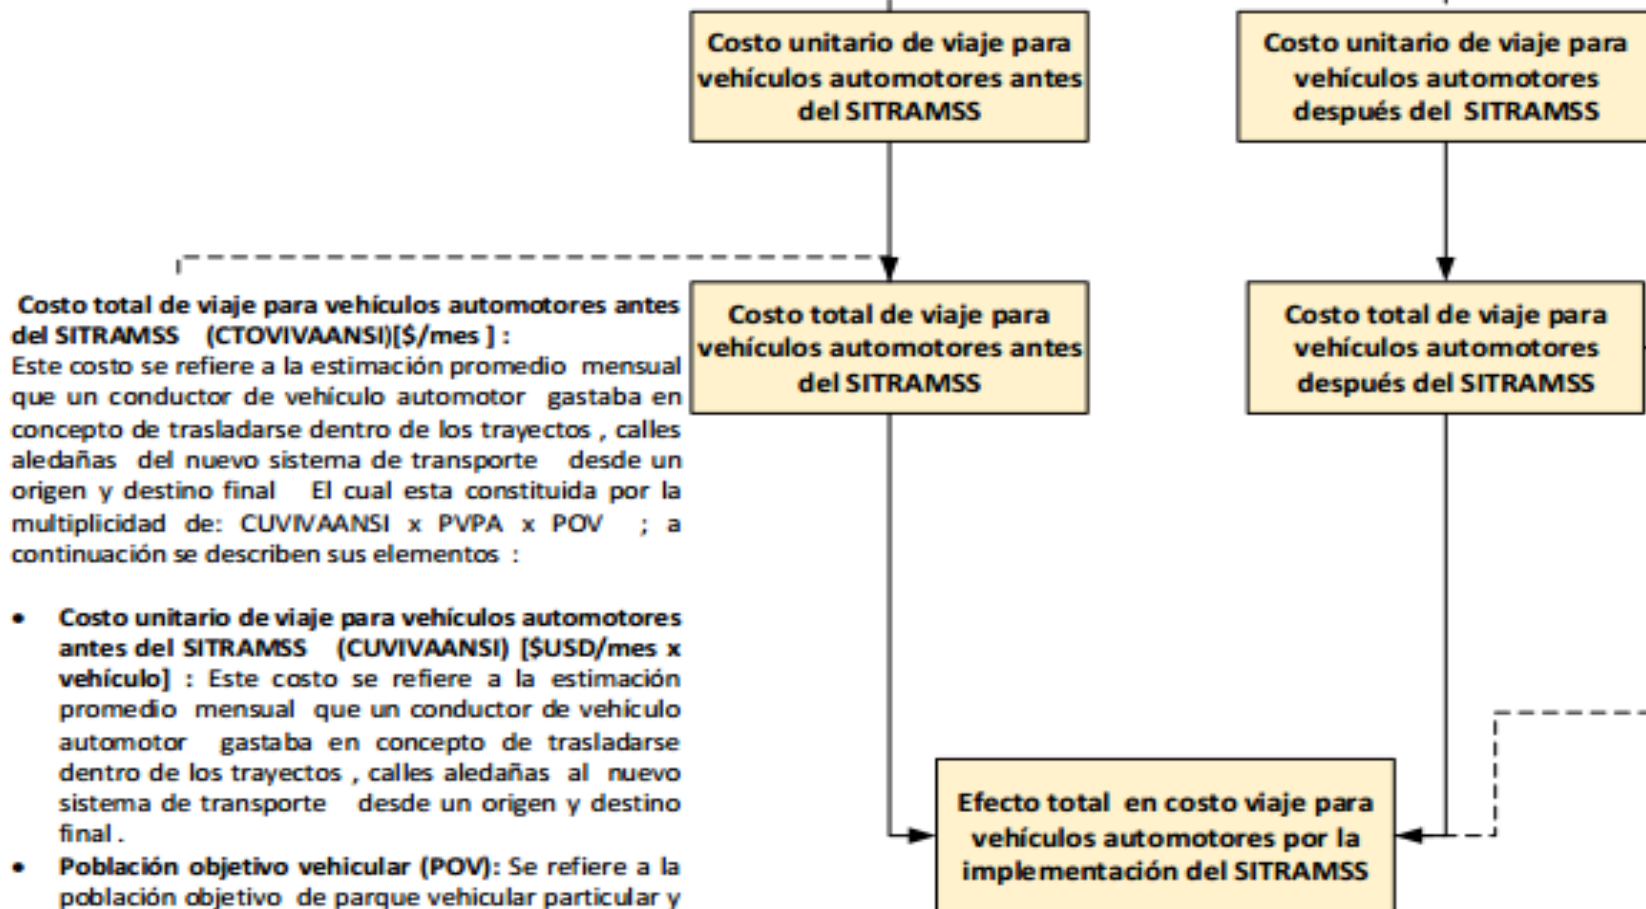 Costo unitario de viaje para
vehículos automotores antes
del SITRAMSS
Costo unitario de viaje para
vehículos automotores
después del SITRAMSS
Costo total de viaje para vehículos automotores antes
del SITRAMSS (CTOVIVAANSI)[$/mes ] :
Este costo se refiere a la estimación promedio mensual
que un conductor de vehículo automotor gastaba en
concepto de trasladarse dentro de los trayectos , calles
aledañas del nuevo sistema de transporte desde un
origen y destino final El cual esta constituida por la
multiplicidad de: CUVIVAANSI x PVPA x POV ; a
continuación se describen sus elementos :
Costo total de viaje para
vehículos automotores antes
del SITRAMSS
Costo total de viaje para
vehículos automotores
después del SITRAMSS
• Costo unitario de viaje para vehículos automotores
antes del SITRAMSS (CUVIVAANSI) [$USD/mes x
vehículo] : Este costo se refiere a la estimación
promedio mensual que un conductor de vehículo
automotor gastaba en concepto de trasladarse
dentro de los trayectos , calles aledañas al nuevo
sistema de transporte desde un origen y destino
final .
• Población objetivo vehicular (POV): Se refiere a la
población objetivo de parque vehicular particular y
Efecto total en costo viaje para
vehículos automotores por la
implementación del SITRAMSS